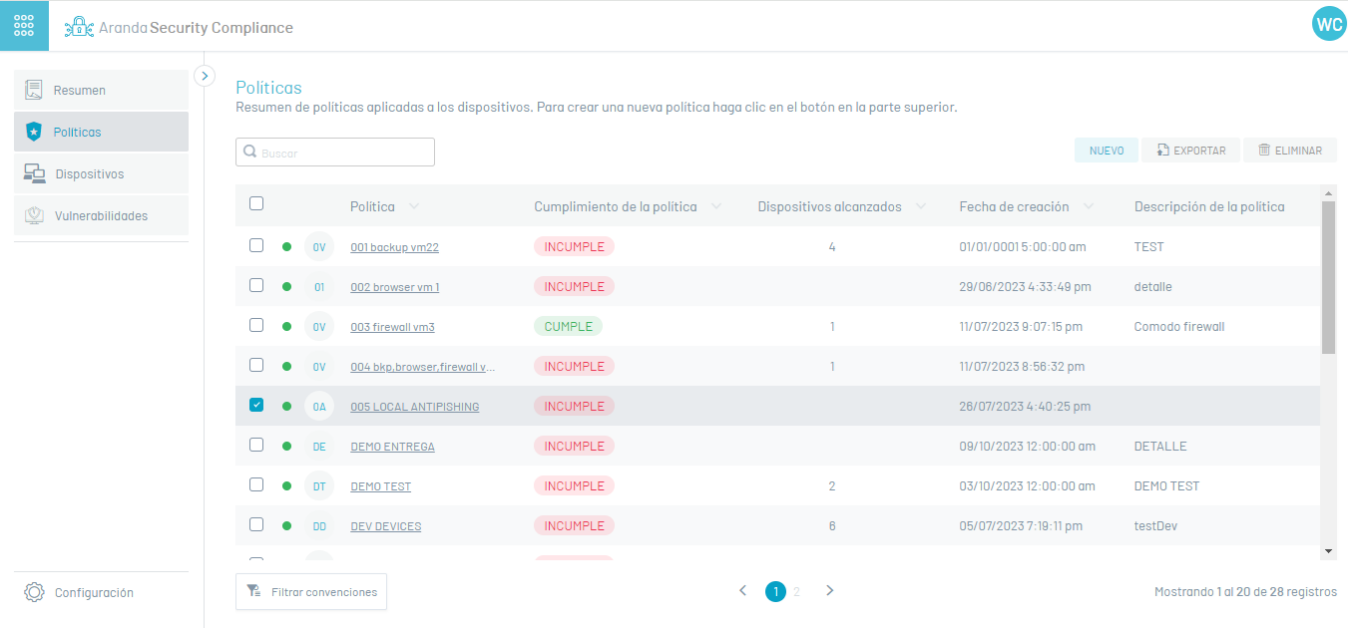 Aranda Security Compliance
WC
Resumen
Políticas
Dispositivos
Vulnerabilidades
Configuración
Políticas
Resumen de políticas aplicadas a los dispositivos. Para crear una nueva política haga clic en el botón en la parte superior.
Buscar
NUEVO EXPORTAR ELIMINAR
Política Cumplimiento de la política Dispositivos alcanzados Fecha de creación Descripción de la política
0V 001 backup vm22 INCUMPLE 4 01/01/0001 5:00:00 am TEST
01 002 browser vm 1 INCUMPLE 29/06/2023 4:33:49 pm detalle
0V 003 firewall vm3 CUMPLE 1 11/07/2023 9:07:15 pm Comodo firewall
0V 004 bkp,browser,firewall v... INCUMPLE 1 11/07/2023 8:56:32 pm
0A 005 LOCAL ANTIPISHING INCUMPLE 26/07/2023 4:40:25 pm
DE DEMO ENTREGA INCUMPLE 09/10/2023 12:00:00 am DETALLE
DT DEMO TEST INCUMPLE 2 03/10/2023 12:00:00 am DEMO TEST
DD DEV DEVICES INCUMPLE 6 05/07/2023 7:19:11 pm testDev
Filtrar convenciones
1 2
Mostrando 1 al 20 de 28 registros